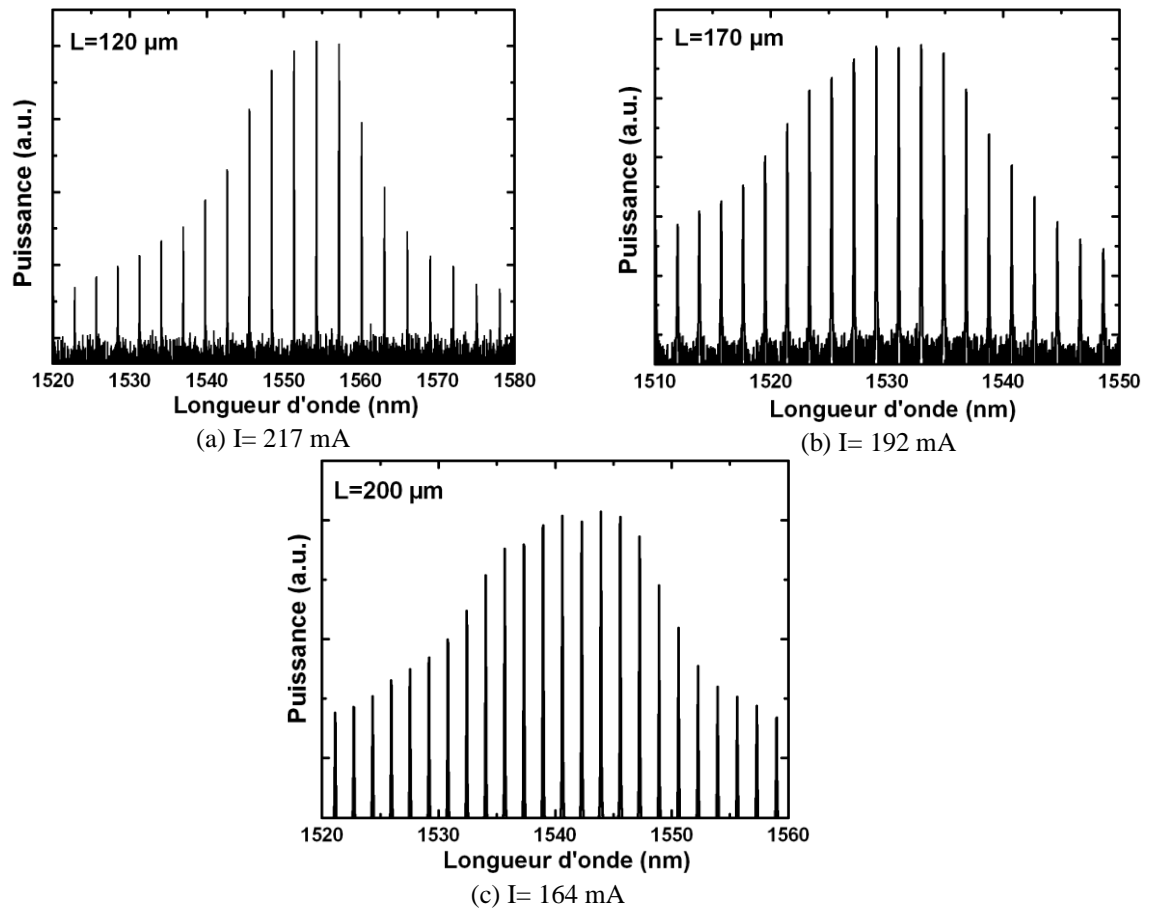 L=120 µm
Puissance (a.u.)
1520 1530 1540 1550 1560 1570 1580
Longueur d'onde (nm)
(a) I= 217 mA
L=170 µm
Puissance (a.u.)
1510 1520 1530 1540 1550
Longueur d'onde (nm)
(b) I= 192 mA
L=200 µm
Puissance (a.u.)
1520 1530 1540 1550 1560
Longueur d'onde (nm)
(c) I= 164 mA